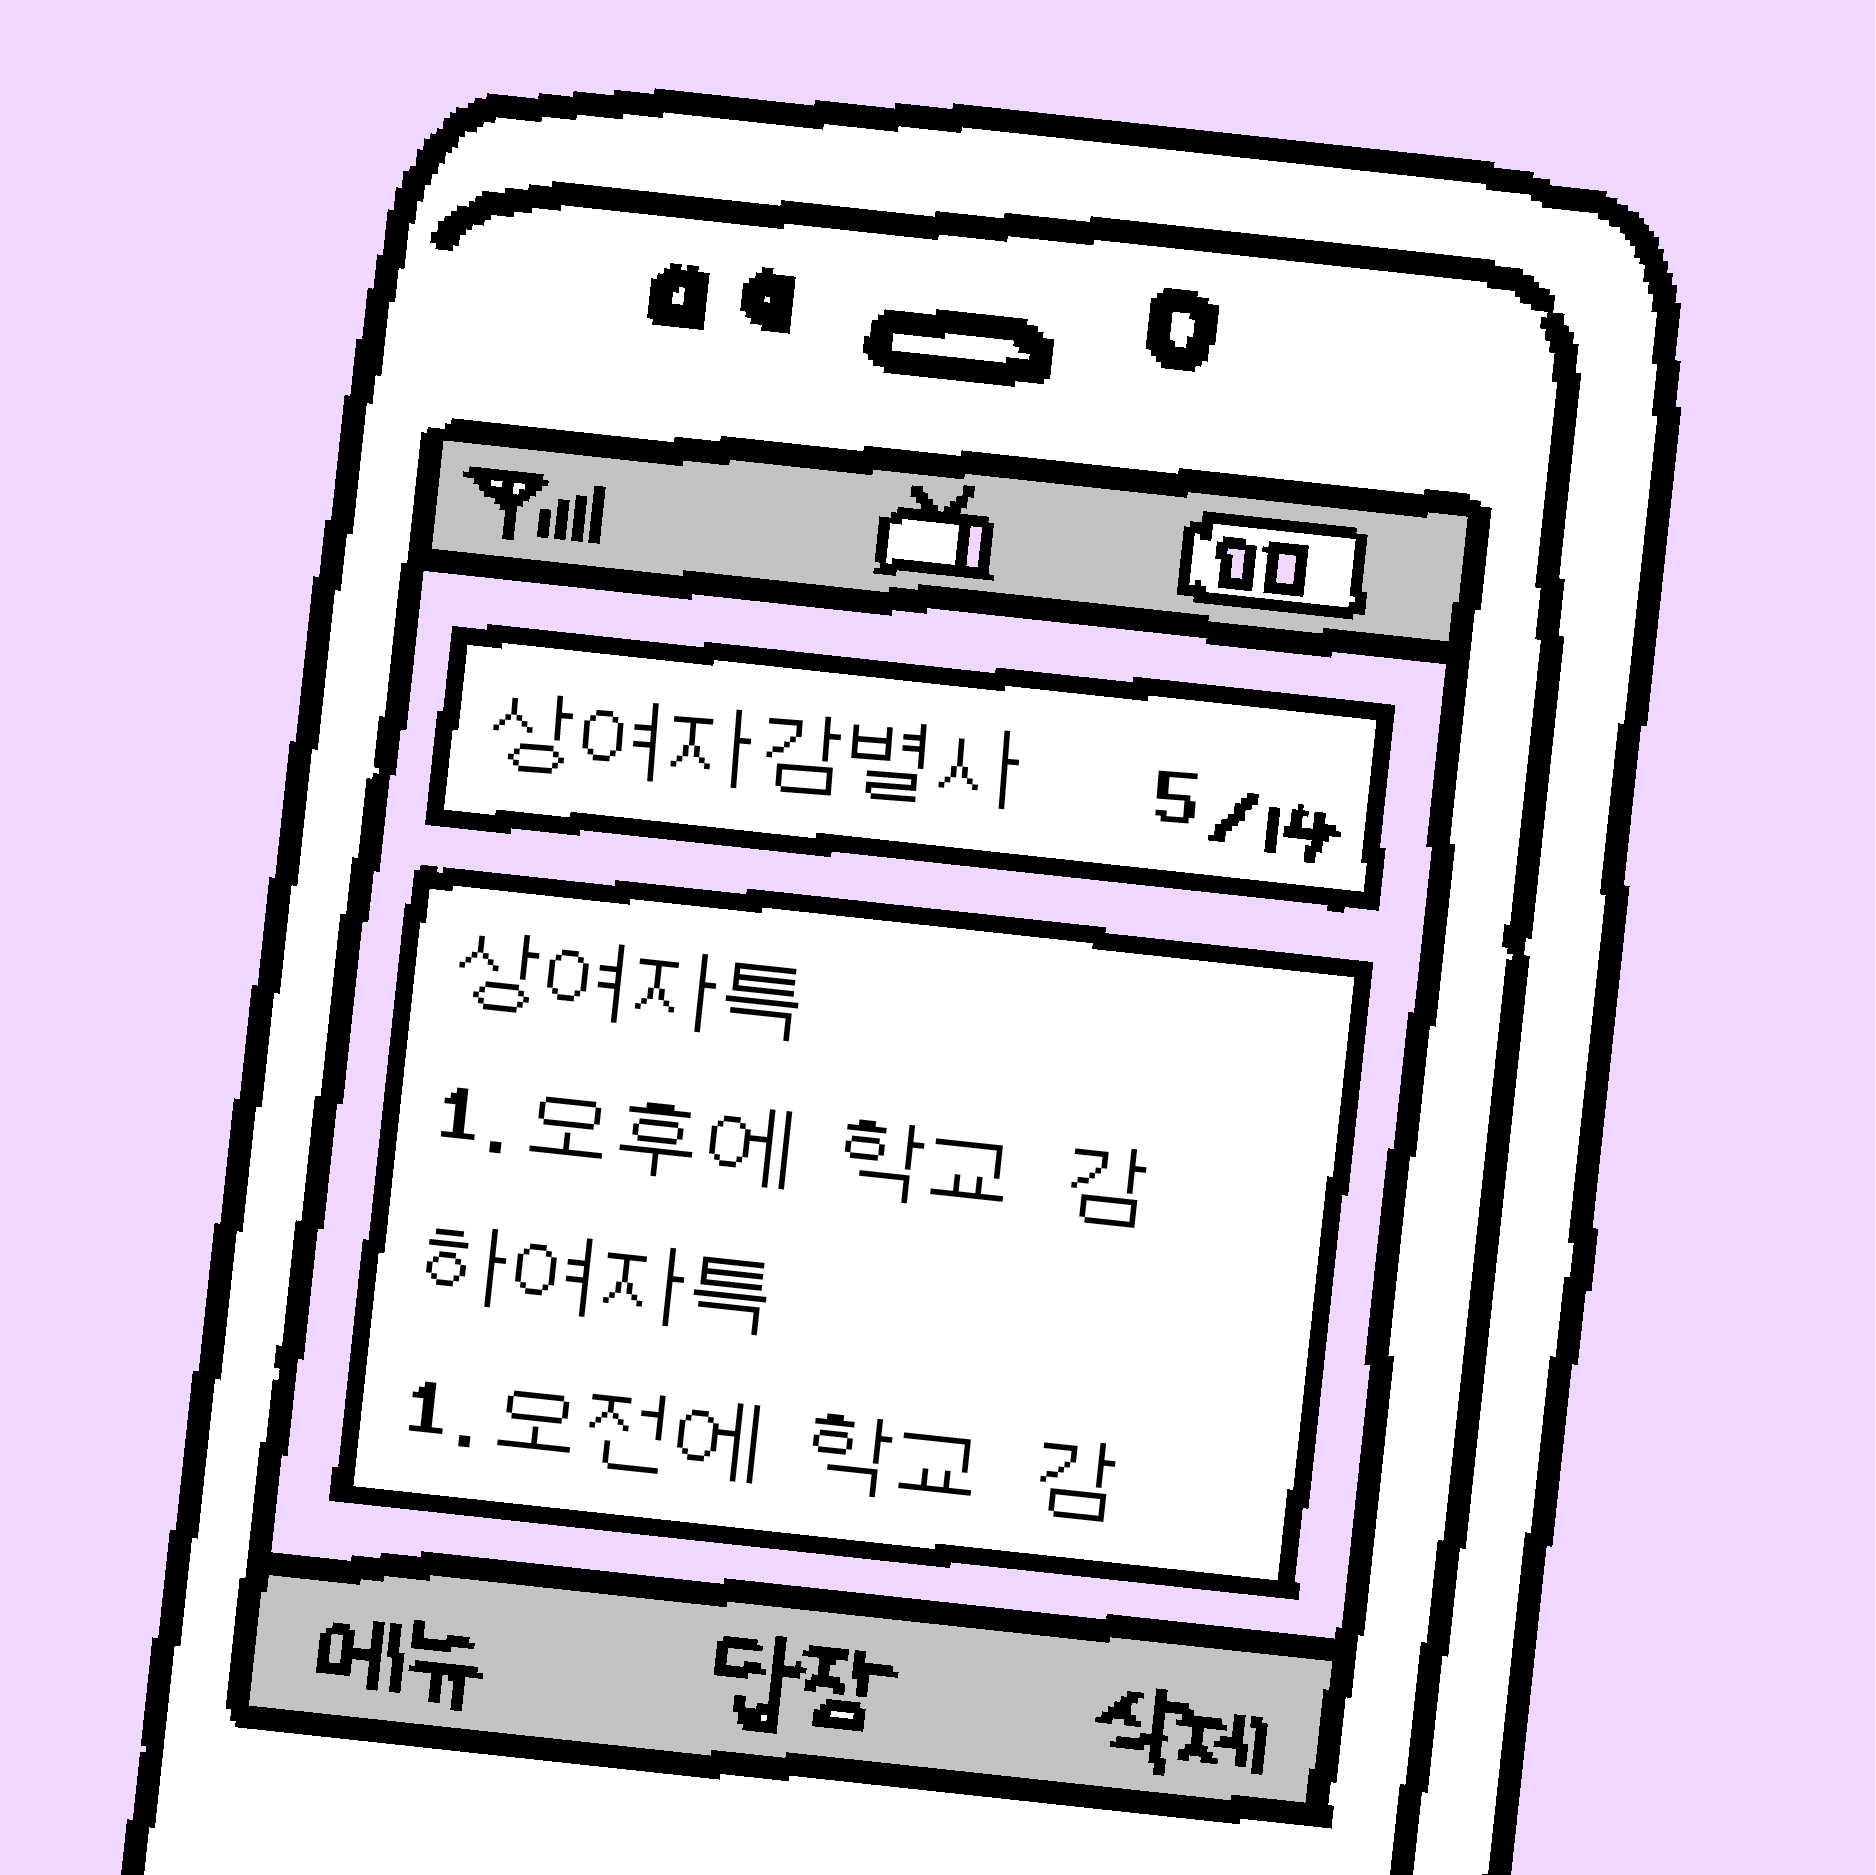 상여자감별사 5/14
상여자특
1.오후에 학교 감
하여자특
1.오전에 학교 감
메뉴 답장 삭제